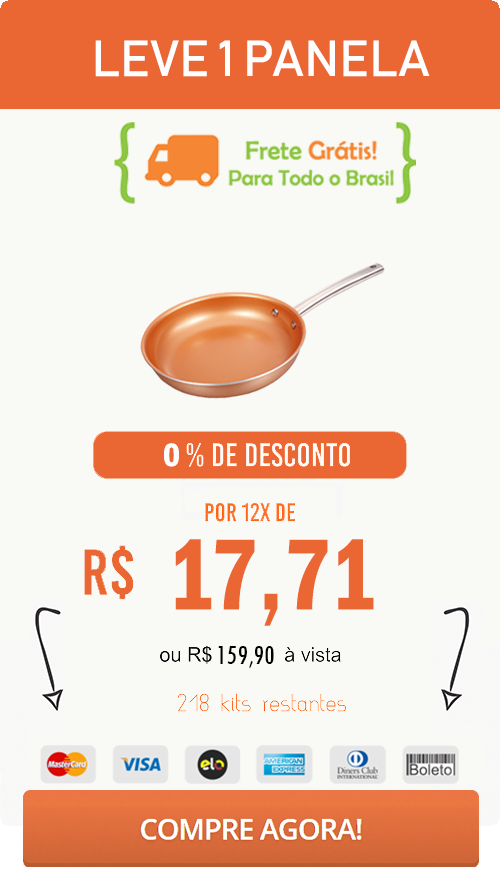 LEVE 1 PANELA
Frete Grátis!
Para Todo o Brasil
0 % DE DESCONTO
POR 12X DE
R$ 17,71
ou R$ 159,90 à vista
218 kits restantes
MasterCard VISA elo AMERICAN EXPRESS Diners Club INTERNATIONAL Boleto
COMPRE AGORA!